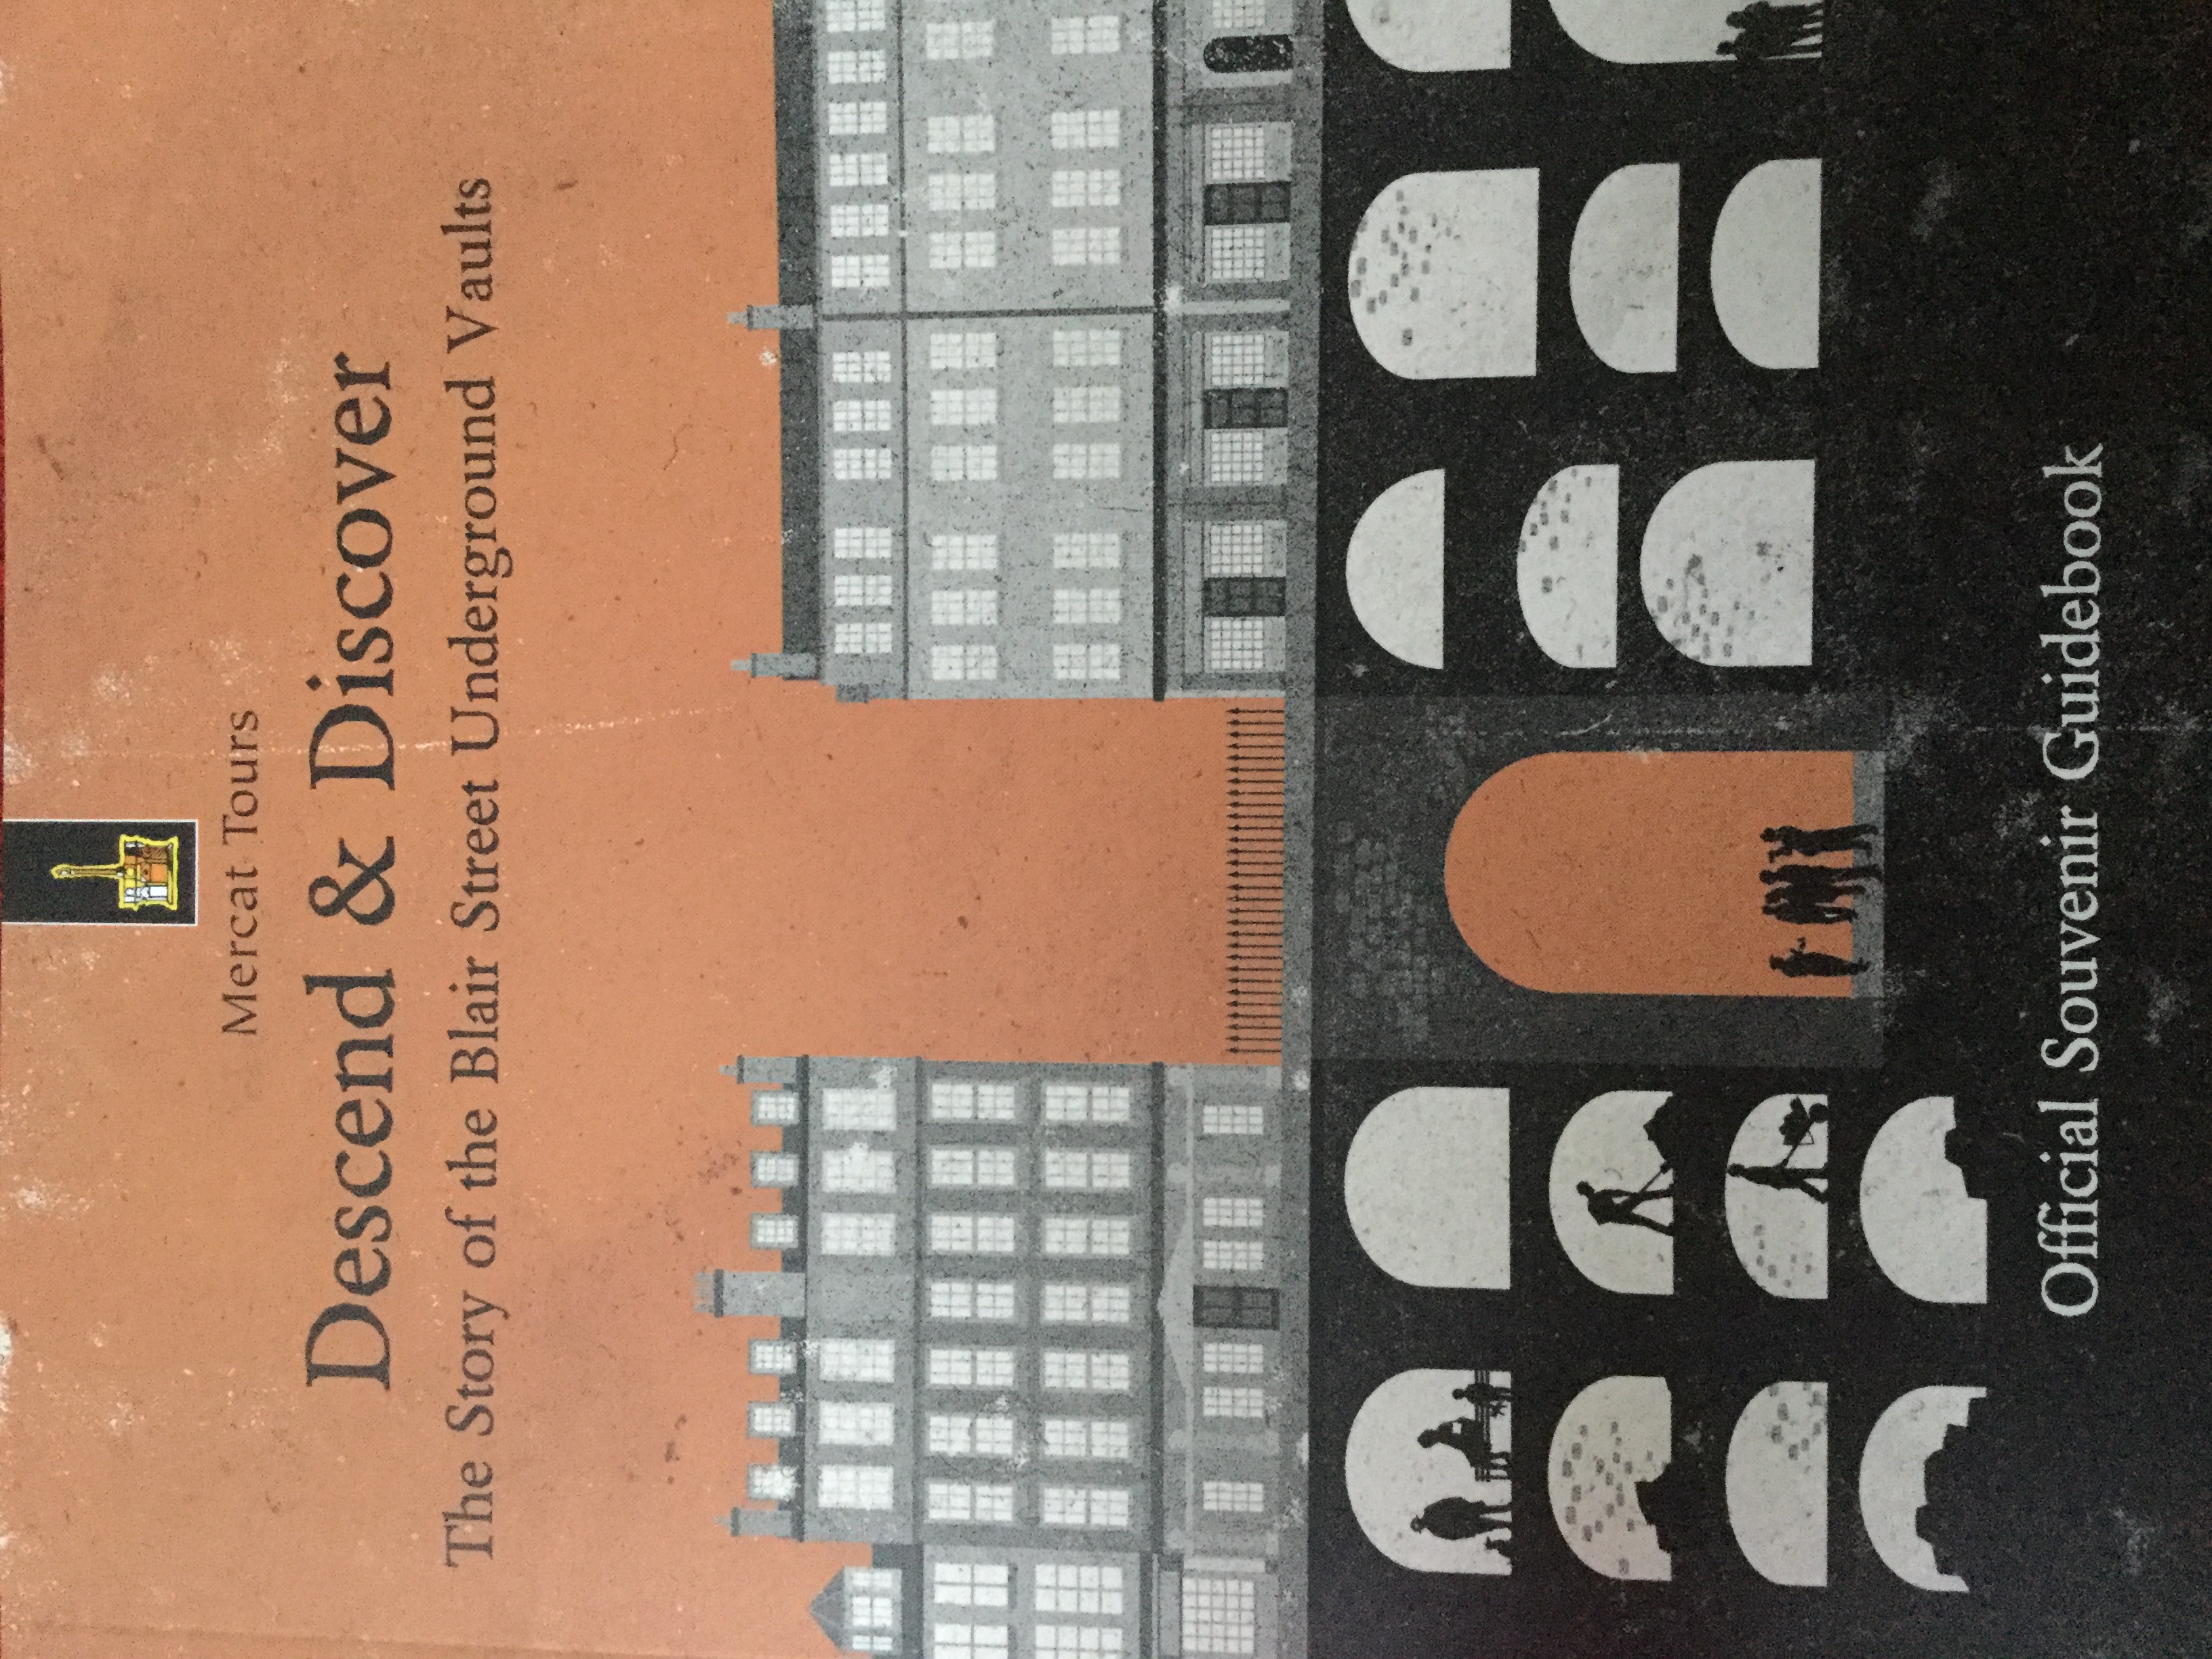 Mercat Tours
Descend & Discover
The Story of the Blair Street Underground Vaults
Official Souvenir Guidebook